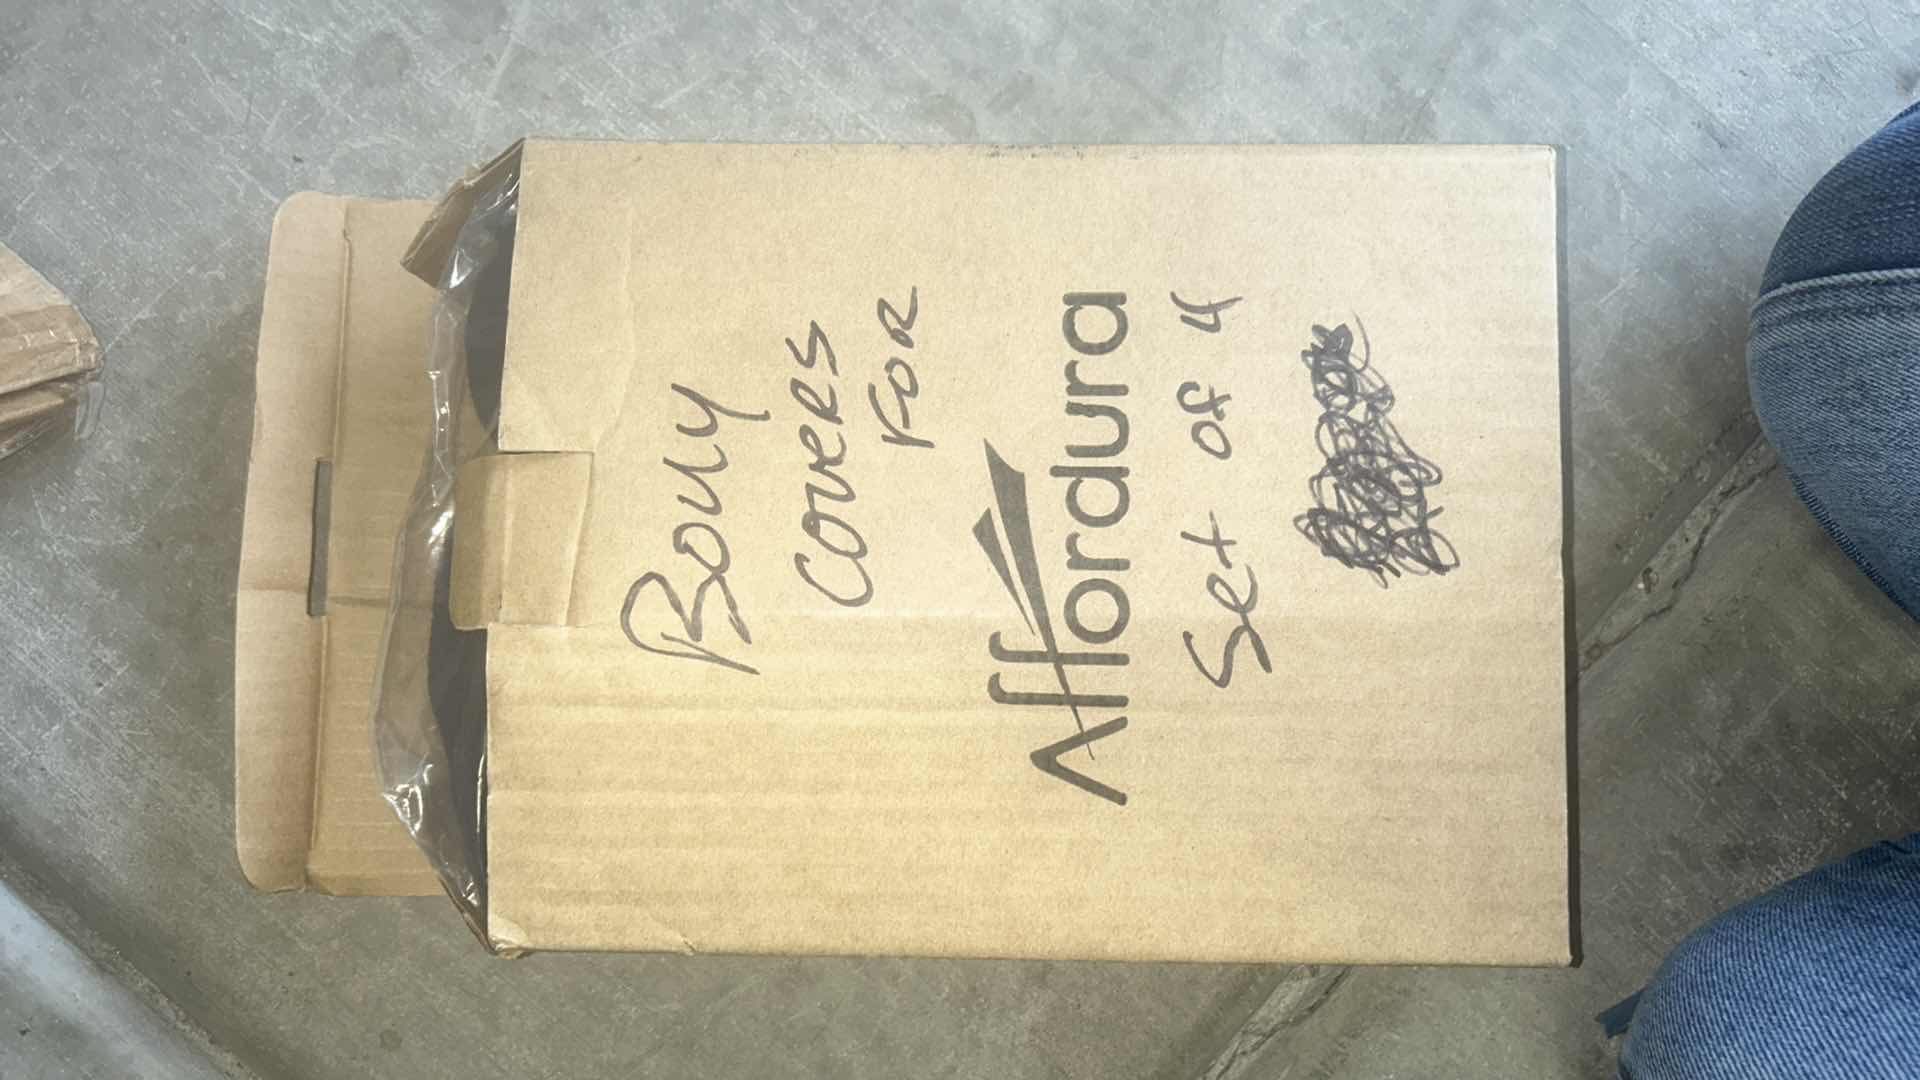 Bouy
Covers
FOR
Affordura
Set of 4